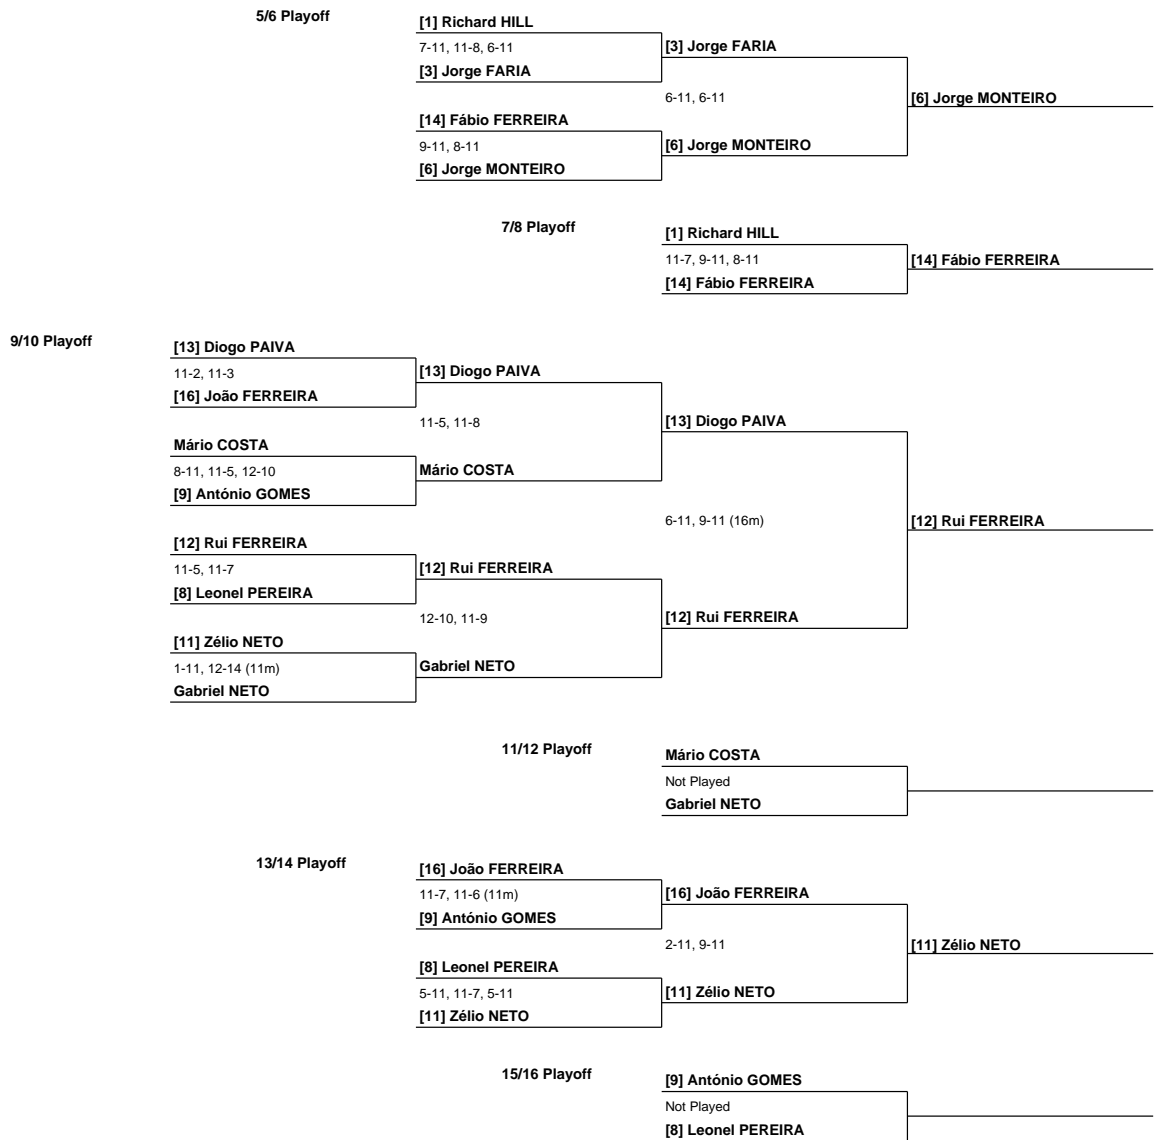 5/6 Playoff
[1] Richard HILL
7-11, 11-8, 6-11
[3] Jorge FARIA
[3] Jorge FARIA
6-11, 6-11
[6] Jorge MONTEIRO
[14] Fábio FERREIRA
9-11, 8-11
[6] Jorge MONTEIRO
[6] Jorge MONTEIRO
7/8 Playoff
[1] Richard HILL
11-7, 9-11, 8-11
[14] Fábio FERREIRA
[14] Fábio FERREIRA
9/10 Playoff
[13] Diogo PAIVA
11-2, 11-3
[13] Diogo PAIVA
[16] João FERREIRA
11-5, 11-8
[13] Diogo PAIVA
Mário COSTA
8-11, 11-5, 12-10
Mário COSTA
[9] António GOMES
6-11, 9-11 (16m)
[12] Rui FERREIRA
[12] Rui FERREIRA
11-5, 11-7
[12] Rui FERREIRA
[8] Leonel PEREIRA
12-10, 11-9
[12] Rui FERREIRA
[11] Zélio NETO
1-11, 12-14 (11m)
Gabriel NETO
Gabriel NETO
11/12 Playoff
Mário COSTA
Not Played
Gabriel NETO
13/14 Playoff
[16] João FERREIRA
11-7, 11-6 (11m)
[16] João FERREIRA
[9] António GOMES
2-11, 9-11
[11] Zélio NETO
[8] Leonel PEREIRA
5-11, 11-7, 5-11
[11] Zélio NETO
[11] Zélio NETO
15/16 Playoff
[9] António GOMES
Not Played
[8] Leonel PEREIRA